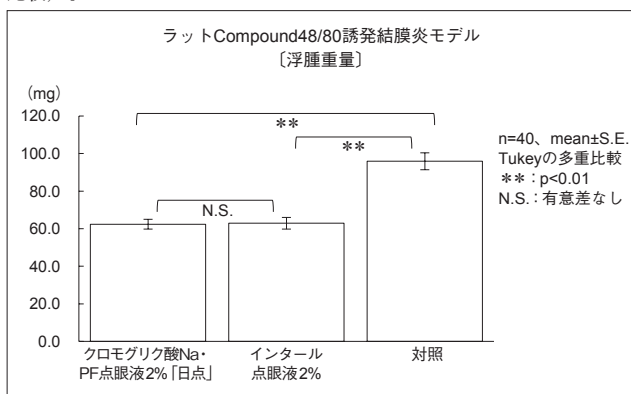 ラットCompound48/80誘発結膜炎モデル
〔浮腫重量〕
(mg)
120.0
100.0
80.0
60.0
40.0
20.0
0.0
**
**
N.S.
n=40、mean±S.E.
Tukeyの多重比較
**：p<0.01
N.S.：有意差なし
クロモグリク酸Na・
PF点眼液2%「日点」
インタール
点眼液2%
対照